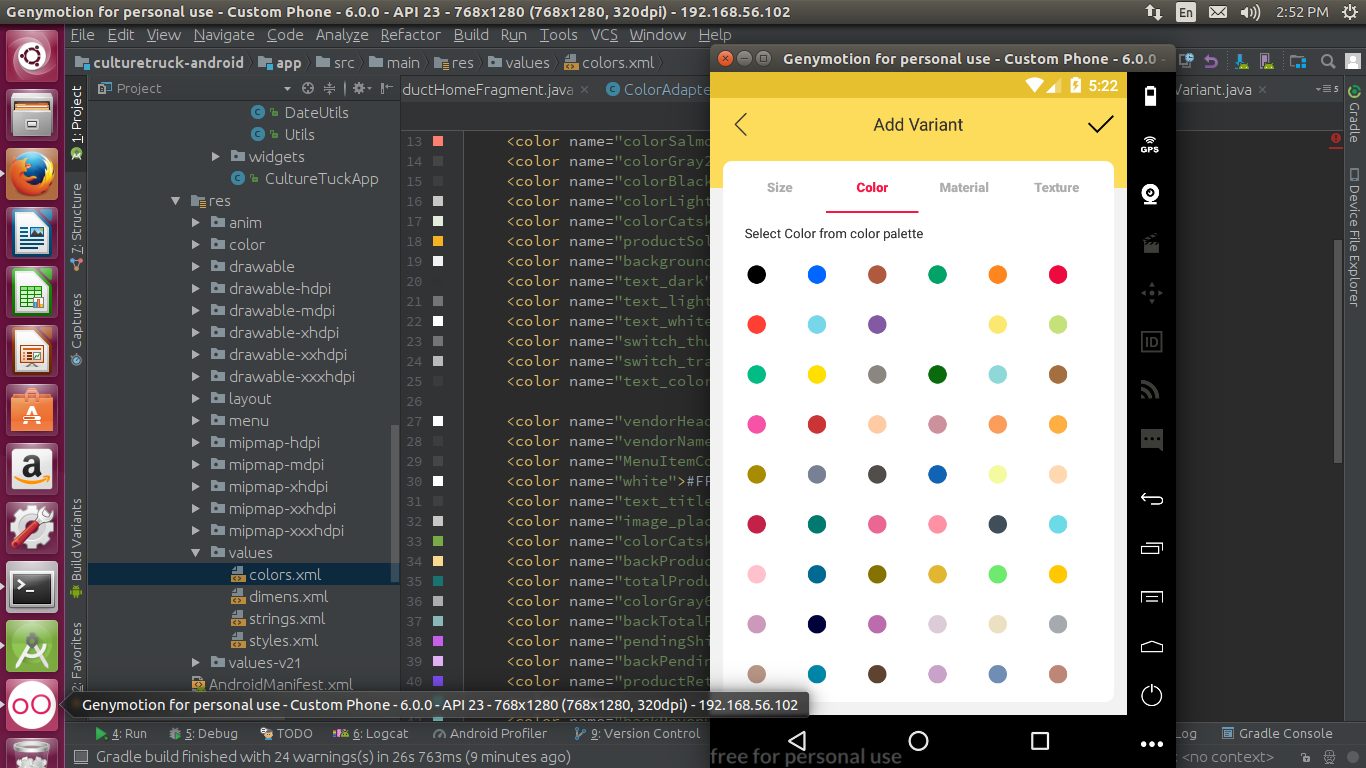 Genymotion for personal use - Custom Phone - 6.0.0 - API 23 - 768x1280 (768x1280, 320dpi) - 192.168.56.102
En
2:52 PM
File Edit View Navigate Code Analyze Refactor Build Run Tools VCS Window Help
culturetruck-android app src main res values colors.xml
Project
DateUtils
Utils
widgets
CultureTuckApp
res
anim
color
drawable
drawable-hdpi
drawable-mdpi
drawable-xhdpi
drawable-xxhdpi
drawable-xxxhdpi
layout
menu
mipmap-hdpi
mipmap-mdpi
mipmap-xhdpi
mipmap-xxhdpi
mipmap-xxxhdpi
values
colors.xml
dimens.xml
strings.xml
styles.xml
values-v21
AndroidManifest.xml
1: Project
7: Structure
Captures
Build Variants
2: Favorites
ductHomeFragment.java
ColorAdapte
Variant.java
5
13 <color name="colorSalmo
14 <color name="colorGray2
15 <color name="colorBlack
16 <color name="colorLight
17 <color name="colorCatsk
18 <color name="productSol
19 <color name="background
20 <color name="text_dark"
21 <color name="text_light
22 <color name="text_white
23 <color name="switch_thu
24 <color name="switch_tra
25 <color name="text_color
26
27 <color name="vendorHead
28 <color name="vendorName
29 <color name="MenuItemCo
30 <color name="white">#FF
31 <color name="text_title
32 <color name="image_plac
33 <color name="colorCatsk
34 <color name="backProduc
35 <color name="totalProdu
36 <color name="colorGray6
37 <color name="backTotalP
38 <color name="pendingShi
39 <color name="backPendin
40 <color name="productRet
Genymotion for personal use - Custom Phone - 6.0.0 -
5:22
Add Variant
Size Color Material Texture
Select Color from color palette
GPS
ID
free for personal use
Gradle
Device File Explorer
Genymotion for personal use - Custom Phone - 6.0.0 - API 23 - 768x1280 (768x1280, 320dpi) - 192.168.56.102
4: Run 5: Debug TODO 6: Logcat Android Profiler 9: Version Control
Log Gradle Console
Gradle build finished with 24 warnings(s) in 26s 763ms (9 minutes ago)
<no context>